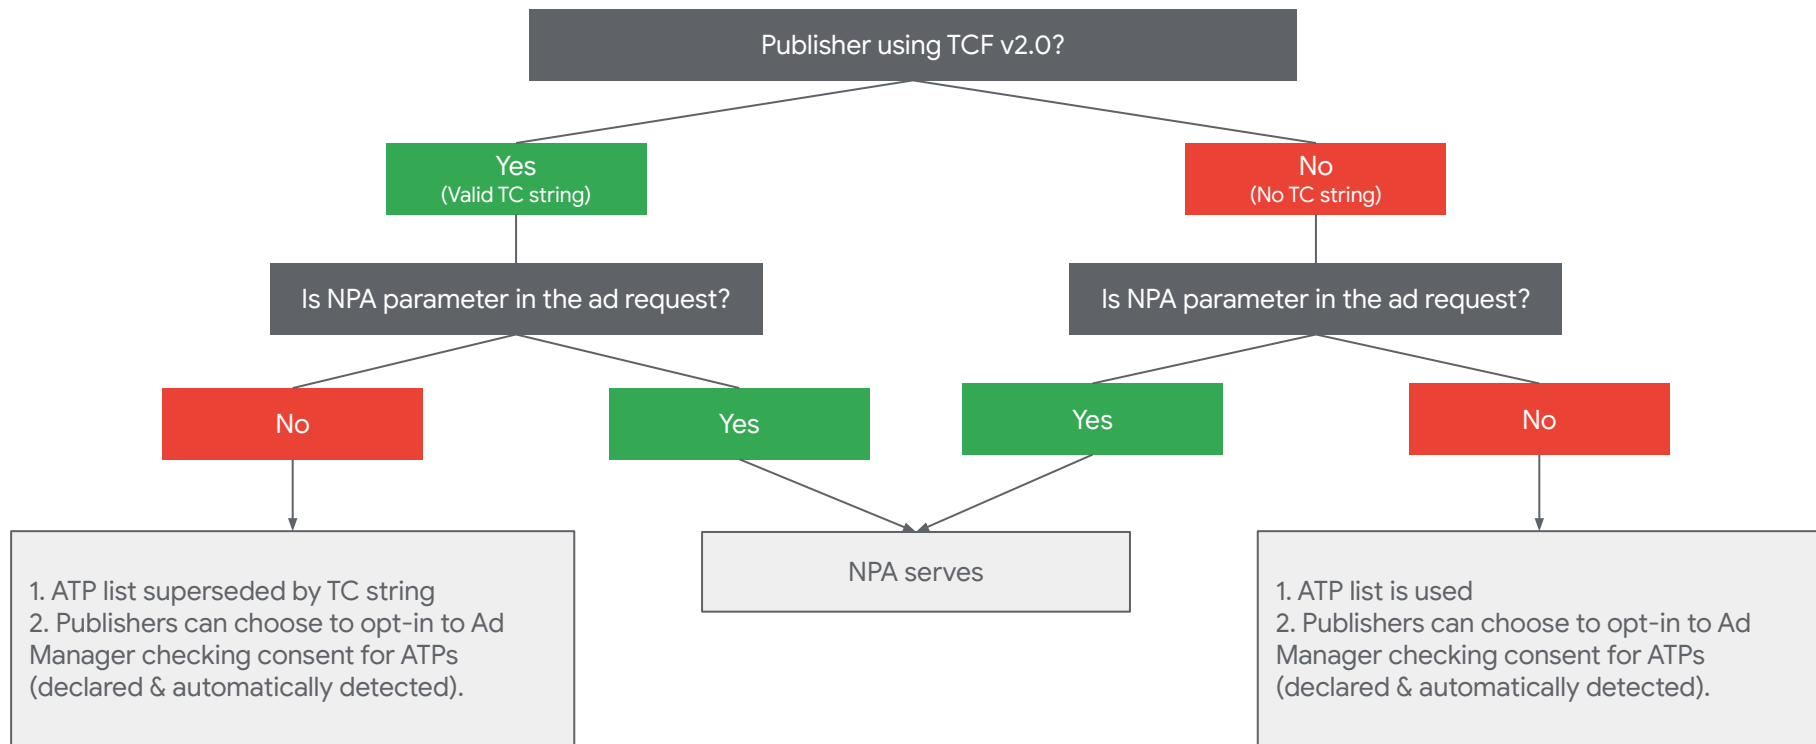 Publisher using TCF v2.0?
Yes
(Valid TC string)
No
(No TC string)
Is NPA parameter in the ad request?
Is NPA parameter in the ad request?
No
Yes
Yes
No
1. ATP list superseded by TC string
2. Publishers can choose to opt-in to Ad
Manager checking consent for ATPs
(declared & automatically detected).
NPA serves
1. ATP list is used
2. Publishers can choose to opt-in to Ad
Manager checking consent for ATPs
(declared & automatically detected).